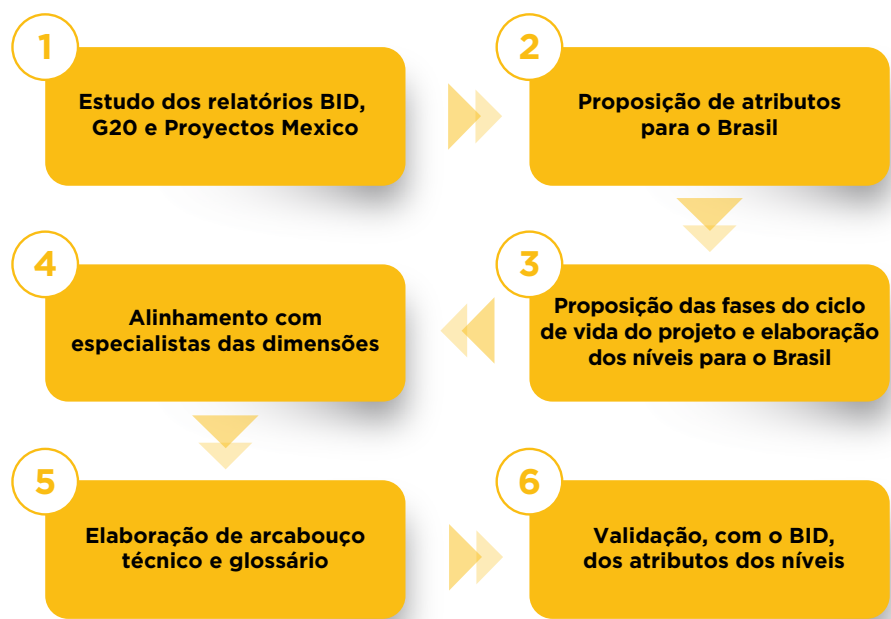 1
Estudo dos relatórios BID,
G20 e Proyectos Mexico
2
Proposição de atributos
para o Brasil
3
Proposição das fases do ciclo
de vida do projeto e elaboração
dos níveis para o Brasil
4
Alinhamento com
especialistas das dimensões
5
Elaboração de arcabouço
técnico e glossário
6
Validação, com o BID,
dos atributos dos níveis